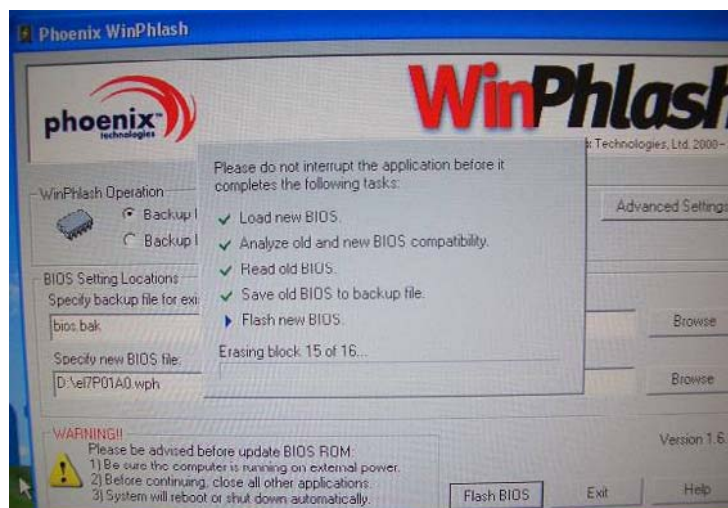 Phoenix WinPhlash
phoenix
technologies
WinPhlash
Technologies, Ltd. 2000-
Please do not interrupt the application before it
completes the following tasks:
Load new BIOS.
Analyze old and new BIOS compatibility.
Read old BIOS.
Save old BIOS to backup file.
Flash new BIOS.
Erasing block 15 of 16...
WinPhlash Operation
Backup
Backup
Advanced Settings
BIOS Setting Locations
Specify backup file for exi
bios.bak
Browse
Specify new BIOS file:
D:\el7P01A0.wph
Browse
WARNING!!
Please be advised before update BIOS ROM:
1) Be sure the computer is running on external power.
2) Before continuing, close all other applications.
3) System will reboot or shut down automatically.
Version 1.6.
Flash BIOS
Exit
Help